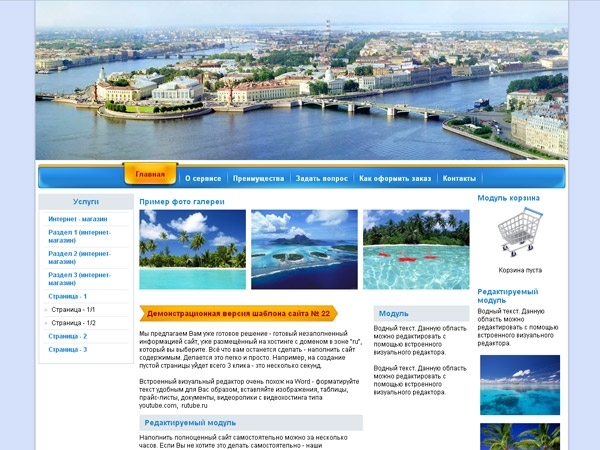 Главная
О сервисе
Преимущества
Задать вопрос
Как оформить заказ
Контакты
Услуги
Интернет - магазин
Раздел 1 (интернет-
магазин)
Раздел 2 (интернет-
магазин)
Раздел 3 (интернет-
магазин)
Страница - 1
Страница - 1/1
Страница - 1/2
Страница - 2
Страница - 3
Пример фото галереи
Демонстрационная версия шаблона сайта № 22
Мы предлагаем Вам уже готовое решение - готовый незаполненный
информацией сайт, уже размещённый на хостинге с доменом в зоне "ru",
который вы выберите. Всё что вам останется сделать - наполнить сайт
содержимым. Делается это легко и просто. Например, на создание
пустой страницы уйдет всего 3 клика - это несколько секунд.
Встроенный визуальный редактор очень похож на Word - форматируйте
текст удобным для Вас образом, вставляйте изображения, таблицы,
прайс-листы, документы, видеоролики с видеохостинга типа
youtube.com, rutube.ru
Редактируемый модуль
Наполнить полноценный сайт самостоятельно можно за несколько
часов. Если Вы не хотите это делать самостоятельно - наши
Модуль
Водный текст. Данную область
можно редактировать с помощью
встроенного визуального
редактора.
Водный текст. Данную область
можно редактировать с помощью
встроенного визуального
редактора.
Модуль корзина
Корзина пуста
Редактируемый
модуль
Водный текст. Данную
область можно
редактировать с
помощью встроенного
визуального редактора.